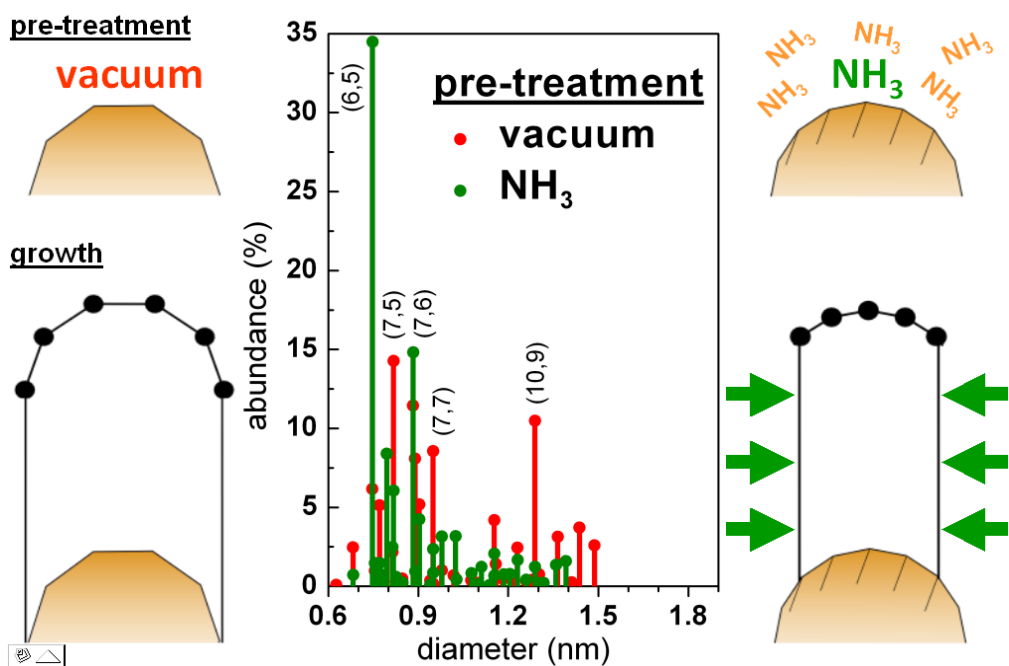 pre-treatment
vacuum
growth
35
30
25
20
15
10
5
0
abundance (%)
(6,5)
(7,5)
(7,6)
(7,7)
(10,9)
pre-treatment
vacuum
NH₃
0.6 0.9 1.2 1.5 1.8
diameter (nm)
NH₃
NH₃
NH₃
NH₃
NH₃
NH₃